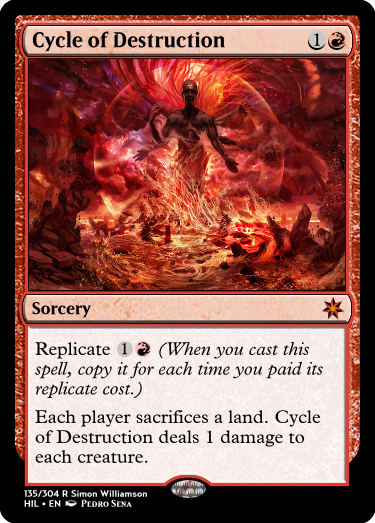 Cycle of Destruction 1
Sorcery
Replicate 1 (When you cast this
spell, copy it for each time you paid its
replicate cost.)
Each player sacrifices a land. Cycle
of Destruction deals 1 damage to
each creature.
135/304 R Simon Williamson
HIL • EN Pedro Sena